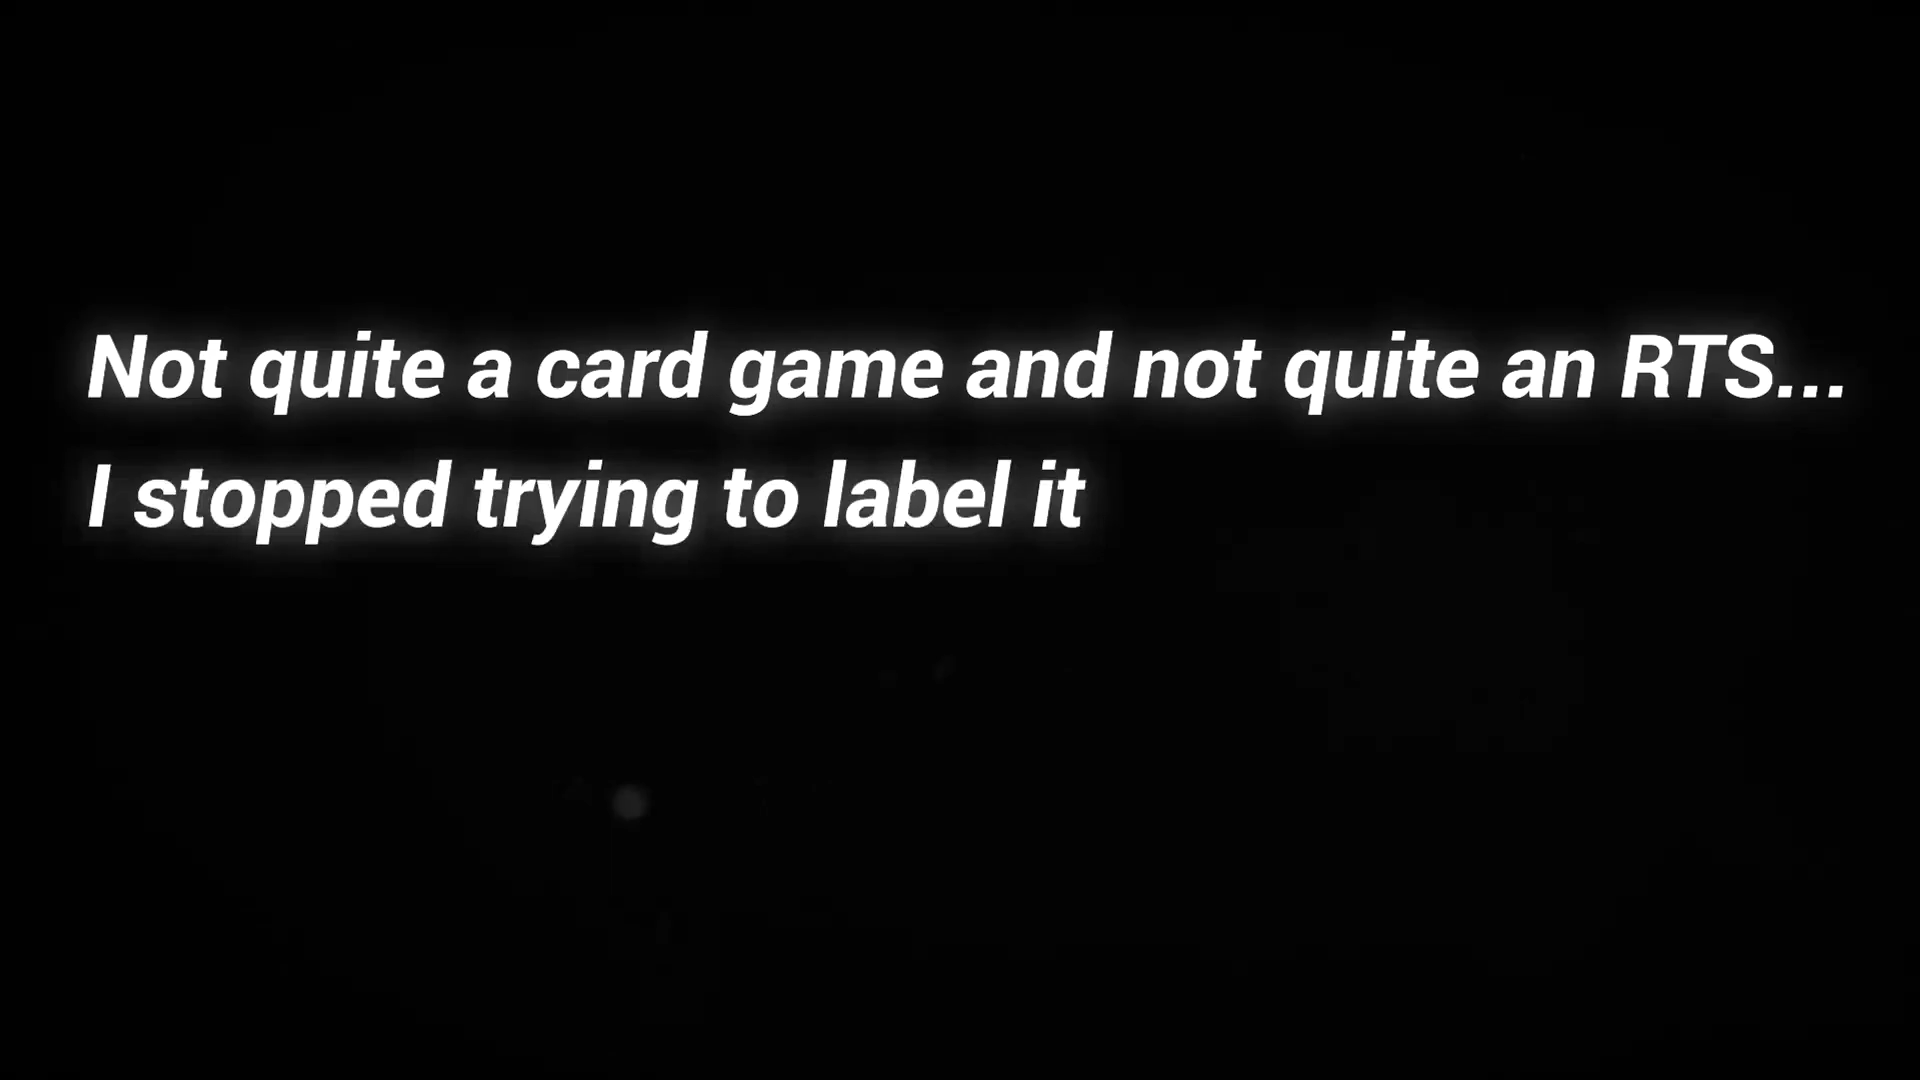 Not quite a card game and not quite an RTS...
I stopped trying to label it